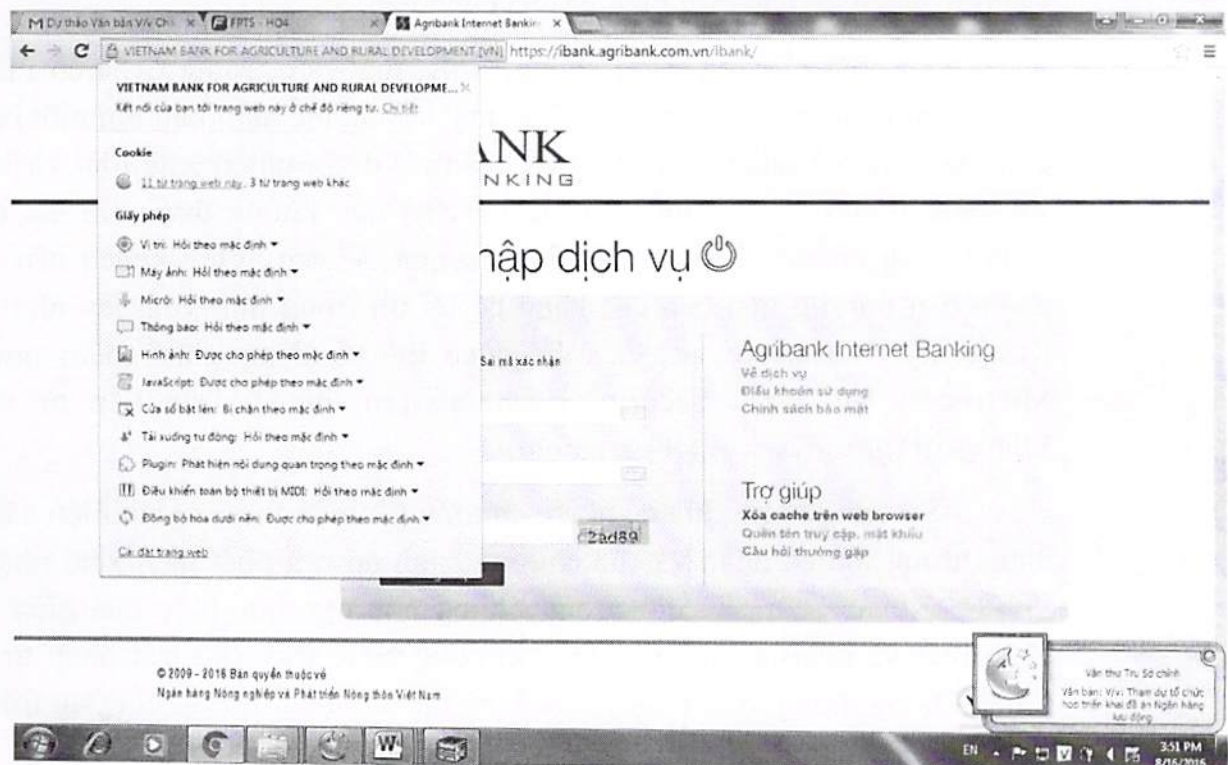 Dự thảo Văn bản V/v Ch
FPTS - HO4
Agribank Internet Bankin
VIETNAM BANK FOR AGRICULTURE AND RURAL DEVELOPMENT [VN] https://ibank.agribank.com.vn/ibank/
VIETNAM BANK FOR AGRICULTURE AND RURAL DEVELOPME...
Kết nối của bạn tới trang web này ở chế độ riêng tư. Chi tiết
ANK
NKING
Cookie
11 từ trang web này, 3 từ trang web khác
Giấy phép
Vị trí: Hỏi theo mặc định
Máy ảnh: Hỏi theo mặc định
Micrô: Hỏi theo mặc định
Thông báo: Hỏi theo mặc định
Hình ảnh: Được cho phép theo mặc định
JavaScript: Được cho phép theo mặc định
Cửa sổ bật lên: Bị chặn theo mặc định
Tải xuống tự động: Hỏi theo mặc định
Plugin: Phát hiện nội dung quan trọng theo mặc định
Điều khiển toàn bộ thiết bị MIDI: Hỏi theo mặc định
Đồng bộ hóa dưới nền: Được cho phép theo mặc định
Cài đặt trang web
hập dịch vụ
Sai mã xác nhận
2ad89
Agribank Internet Banking
Về dịch vụ
Điều khoản sử dụng
Chính sách bảo mật
Trợ giúp
Xóa cache trên web browser
Quên tên truy cập, mật khẩu
Câu hỏi thường gặp
© 2009 - 2016 Bản quyền thuộc về
Ngân hàng Nông nghiệp và Phát triển Nông thôn Việt Nam
Văn thư Trụ Sở chính
Văn bản: V/v: Tham dự tổ chức
họp triển khai đề án Ngân hàng
lưu động
EN
3:51 PM
8/16/2016